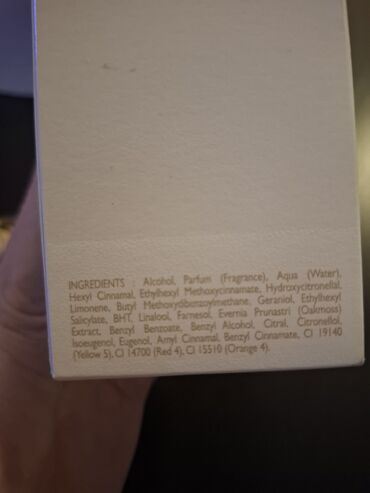 INGREDIENTS : Alcohol, Parfum (Fragrance), Aqua (Water),
Hexyl Cinnamal, Ethylhexyl Methoxycinnamate, Hydroxycitronellal,
Limonene, Butyl Methoxydibenzoylmethane, Geraniol, Ethylhexyl
Salicylate, BHT, Linalool, Farnesol, Evernia Prunastri (Oakmoss)
Extract, Benzyl Benzoate, Benzyl Alcohol, Citral, Citronellol,
Isoeugenol, Eugenol, Amyl Cinnamal, Benzyl Cinnamate, CI 19140
(Yellow 5), CI 14700 (Red 4), CI 15510 (Orange 4).